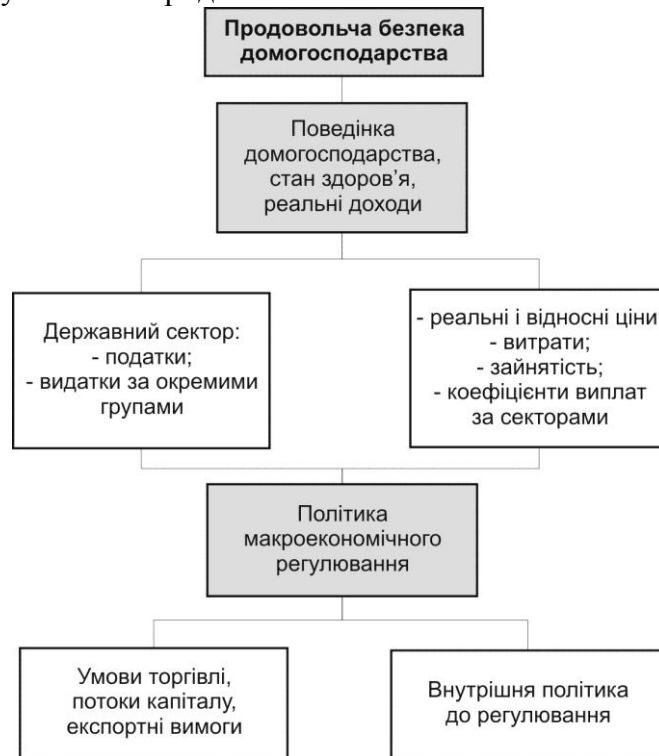 Продовольча безпека
домогосподарства
Поведінка
домогосподарства,
стан здоров’я,
реальні доходи
Державний сектор:
- податки;
- видатки за окремими
групами
- реальні і відносні ціни
- витрати;
- зайнятість;
- коефіцієнти виплат
за секторами
Політика
макроекономічного
регулювання
Умови торгівлі,
потоки капіталу,
експортні вимоги
Внутрішня політика
до регулювання